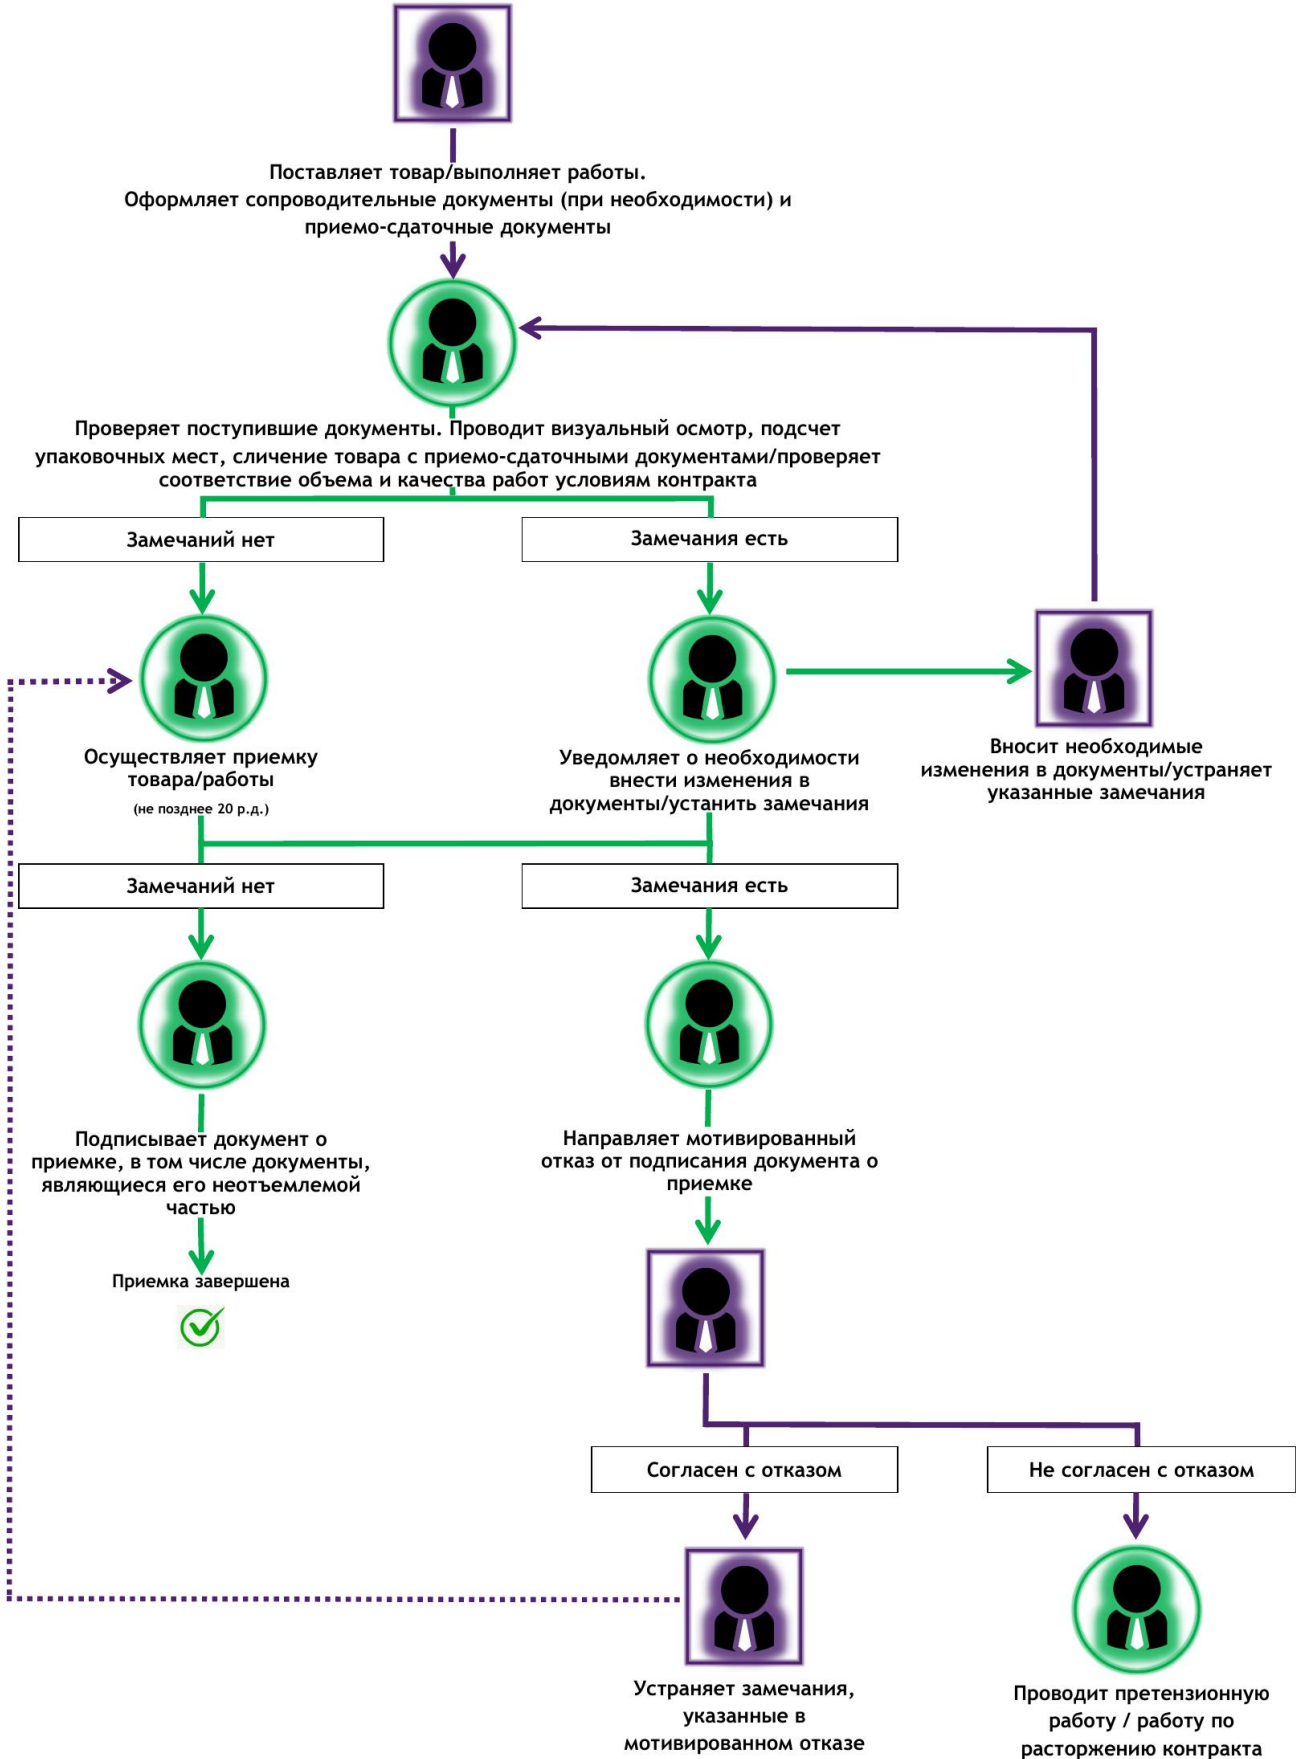 Поставляет товар/выполняет работы.
Оформляет сопроводительные документы (при необходимости) и
приемо-сдаточные документы
Проверяет поступившие документы. Проводит визуальный осмотр, подсчет
упаковочных мест, сличение товара с приемо-сдаточными документами/проверяет
соответствие объема и качества работ условиям контракта
Замечаний нет
Замечания есть
Осуществляет приемку
товара/работы
(не позднее 20 р.д.)
Уведомляет о необходимости
внести изменения в
документы/устанить замечания
Вносит необходимые
изменения в документы/устраняет
указанные замечания
Замечаний нет
Замечания есть
Подписывает документ о
приемке, в том числе документы,
являющиеся его неотъемлемой
частью
Направляет мотивированный
отказ от подписания документа о
приемке
Приемка завершена
Согласен с отказом
Не согласен с отказом
Устраняет замечания,
указанные в
мотивированном отказе
Проводит претензионную
работу / работу по
расторжению контракта